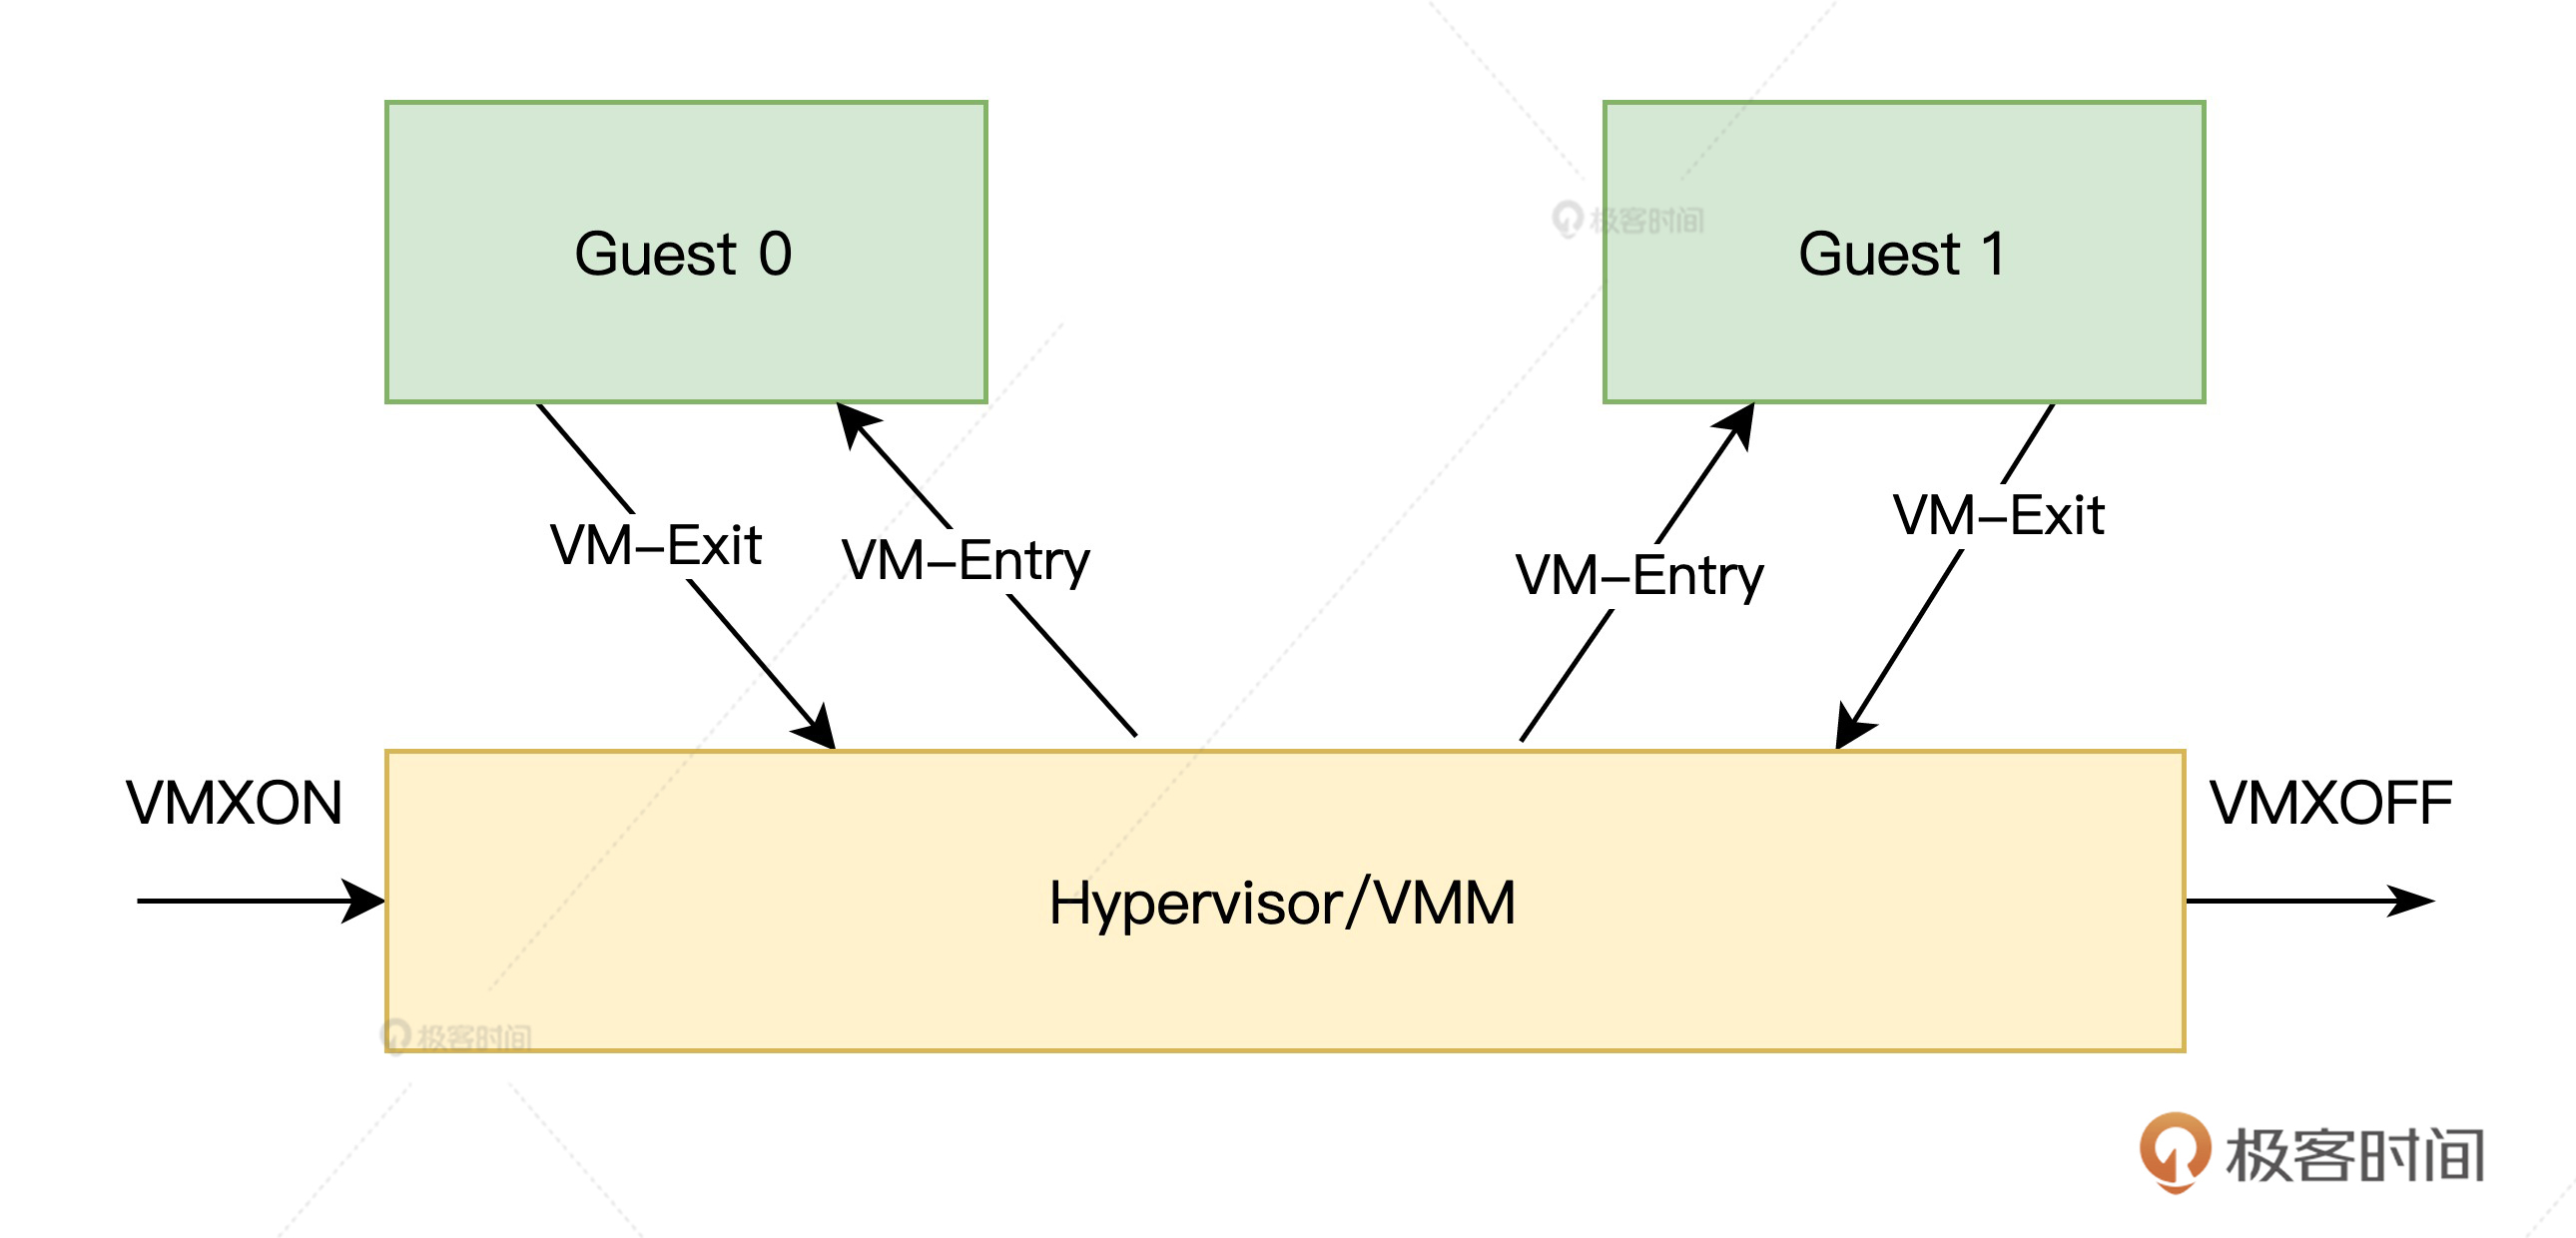 Guest 0
Guest 1
极客时间
VM-Exit
VM-Entry
VM-Entry
VM-Exit
VMXON
VMXOFF
Hypervisor/VMM
极客时间
极客时间